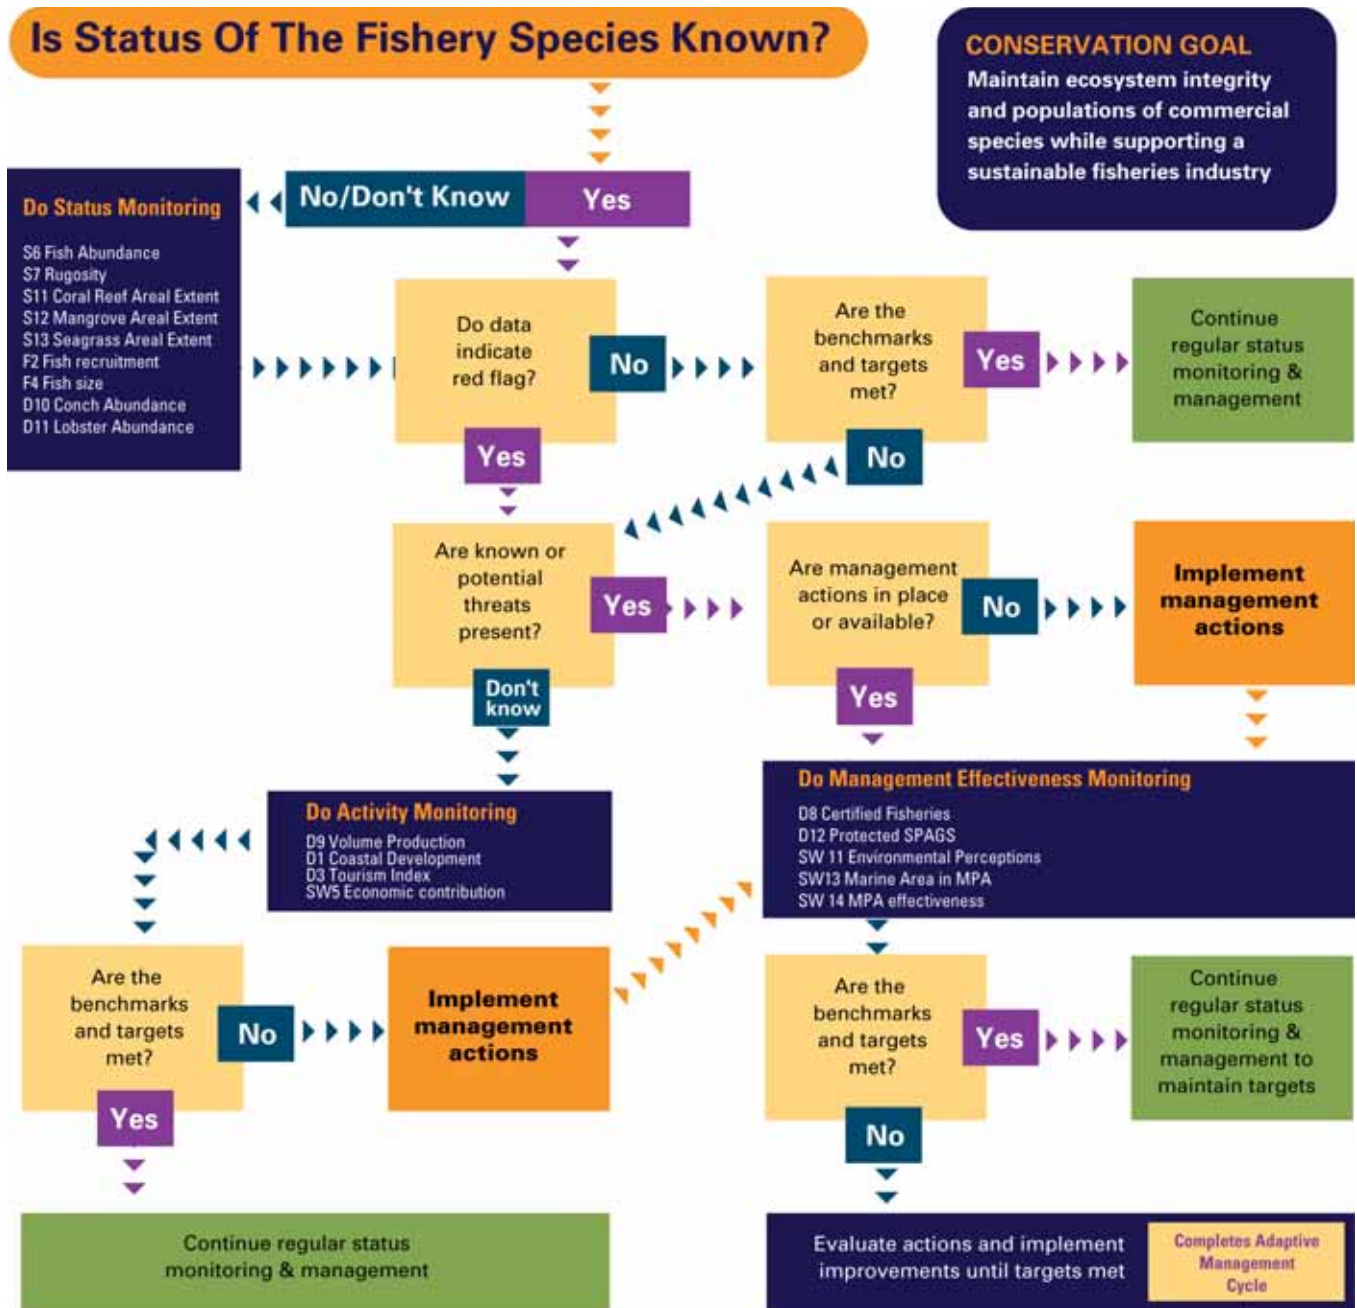 Is Status Of The Fishery Species Known?
CONSERVATION GOAL
Maintain ecosystem integrity
and populations of commercial
species while supporting a
sustainable fisheries industry
No/Don't Know
Yes
Do Status Monitoring
S6 Fish Abundance
S7 Rugosity
S11 Coral Reef Areal Extent
S12 Mangrove Areal Extent
S13 Seagrass Areal Extent
F2 Fish recruitment
F4 Fish size
D10 Conch Abundance
D11 Lobster Abundance
Do data
indicate
red flag?
No
Yes
Are the
benchmarks
and targets
met?
Yes
No
Continue
regular status
monitoring &
management
Are known or
potential
threats
present?
Yes
Don't
know
Are management
actions in place
or available?
No
Yes
Implement
management
actions
Do Activity Monitoring
D9 Volume Production
D1 Coastal Development
D3 Tourism Index
SW5 Economic contribution
Do Management Effectiveness Monitoring
D8 Certified Fisheries
D12 Protected SPAGS
SW 11 Environmental Perceptions
SW13 Marine Area in MPA
SW 14 MPA effectiveness
Are the
benchmarks
and targets
met?
No
Yes
Implement
management
actions
Are the
benchmarks
and targets
met?
Yes
No
Continue
regular status
monitoring &
management to
maintain targets
Continue regular status
monitoring & management
Evaluate actions and implement
improvements until targets met
Completes Adaptive
Management
Cycle